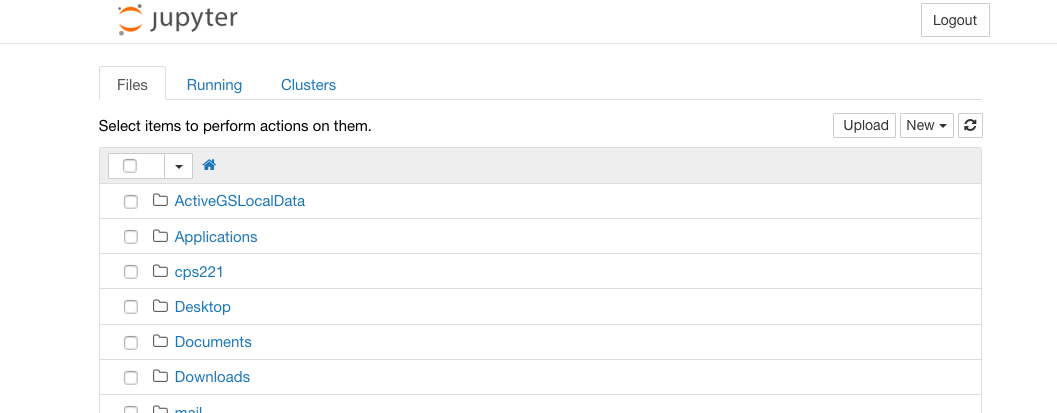 jupyter
Logout
Files Running Clusters
Select items to perform actions on them. Upload New
ActiveGSLocalData
Applications
cps221
Desktop
Documents
Downloads
mail